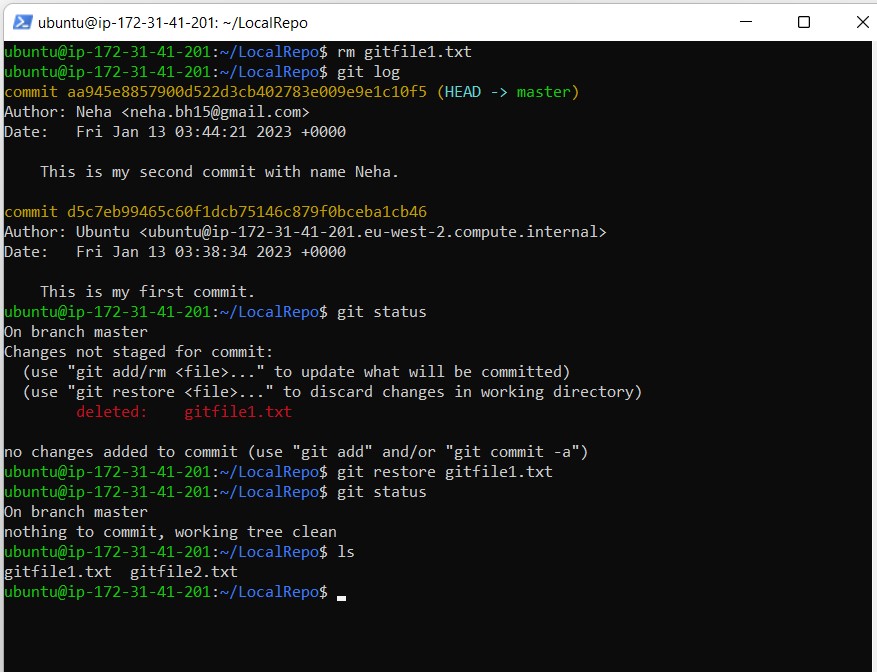 ubuntu@ip-172-31-41-201: ~/LocalRepo
ubuntu@ip-172-31-41-201:~/LocalRepo$ rm gitfile1.txt
ubuntu@ip-172-31-41-201:~/LocalRepo$ git log
commit aa945e8857900d522d3cb402783e009e9e1c10f5 (HEAD -> master)
Author: Neha <neha.bh15@gmail.com>
Date:   Fri Jan 13 03:44:21 2023 +0000
    This is my second commit with name Neha.
commit d5c7eb99465c60f1dcb75146c879f0bceba1cb46
Author: Ubuntu <ubuntu@ip-172-31-41-201.eu-west-2.compute.internal>
Date:   Fri Jan 13 03:38:34 2023 +0000
    This is my first commit.
ubuntu@ip-172-31-41-201:~/LocalRepo$ git status
On branch master
Changes not staged for commit:
  (use "git add/rm <file>..." to update what will be committed)
  (use "git restore <file>..." to discard changes in working directory)
        deleted:    gitfile1.txt
no changes added to commit (use "git add" and/or "git commit -a")
ubuntu@ip-172-31-41-201:~/LocalRepo$ git restore gitfile1.txt
ubuntu@ip-172-31-41-201:~/LocalRepo$ git status
On branch master
nothing to commit, working tree clean
ubuntu@ip-172-31-41-201:~/LocalRepo$ ls
gitfile1.txt  gitfile2.txt
ubuntu@ip-172-31-41-201:~/LocalRepo$